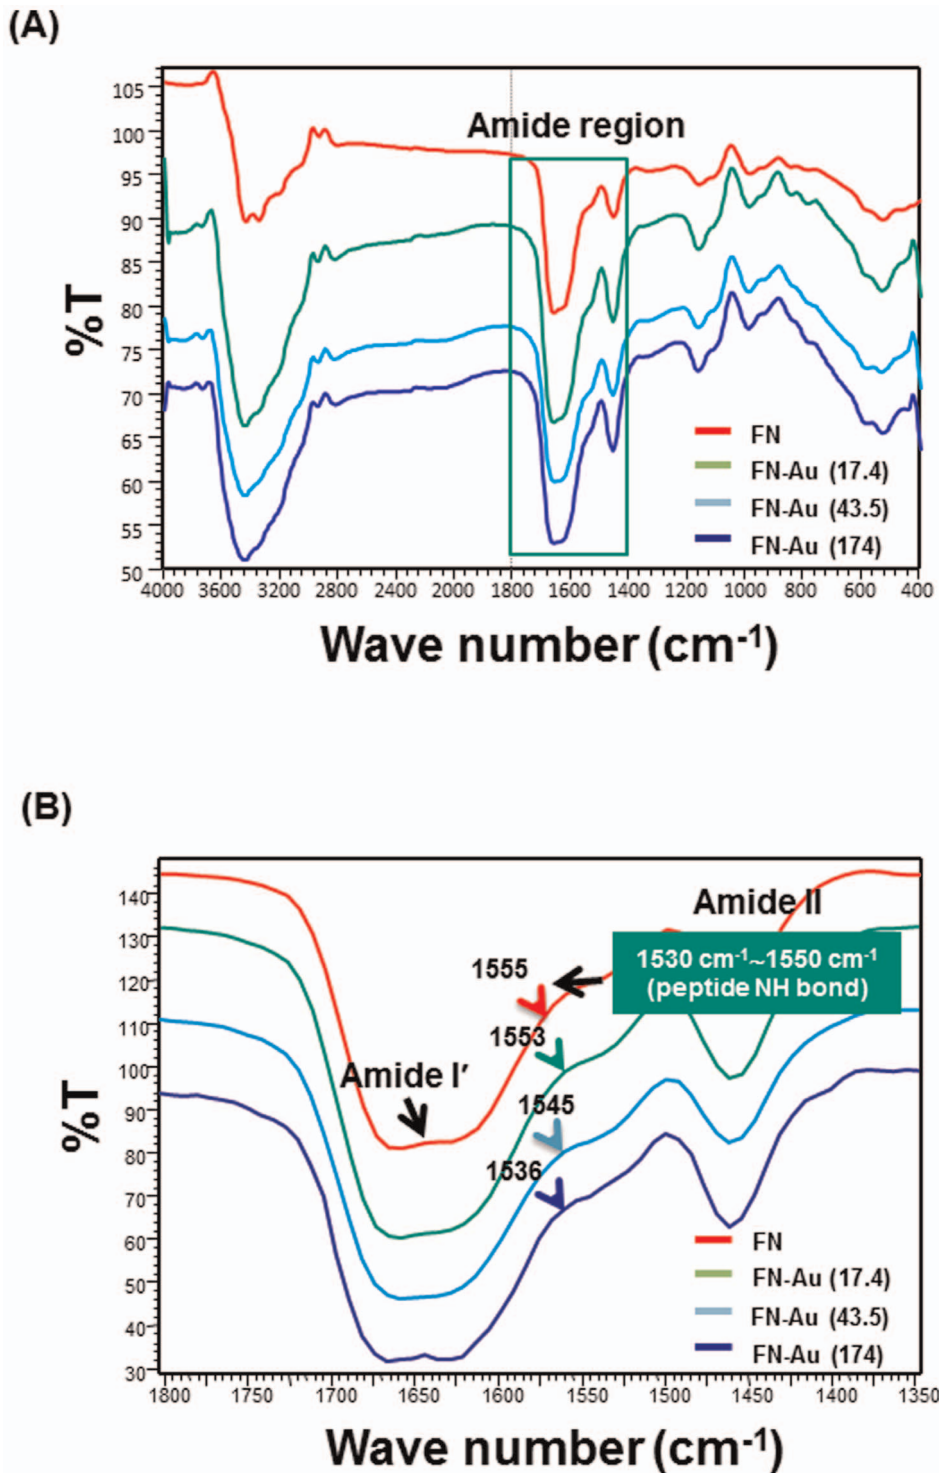 (A)
105
100
95
90
85
80
75
70
65
60
55
50
%T
Amide region
FN
FN-Au (17.4)
FN-Au (43.5)
FN-Au (174)
4000 3600 3200 2800 2400 2000 1800 1600 1400 1200 1000 800 600 400
Wave number (cm-1)
(B)
140
130
120
110
100
90
80
70
60
50
40
30
%T
Amide II
1530 cm-1~1550 cm-1
(peptide NH bond)
1555
1553
Amide I′
1545
1536
FN
FN-Au (17.4)
FN-Au (43.5)
FN-Au (174)
1800 1750 1700 1650 1600 1550 1500 1450 1400 1350
Wave number (cm-1)